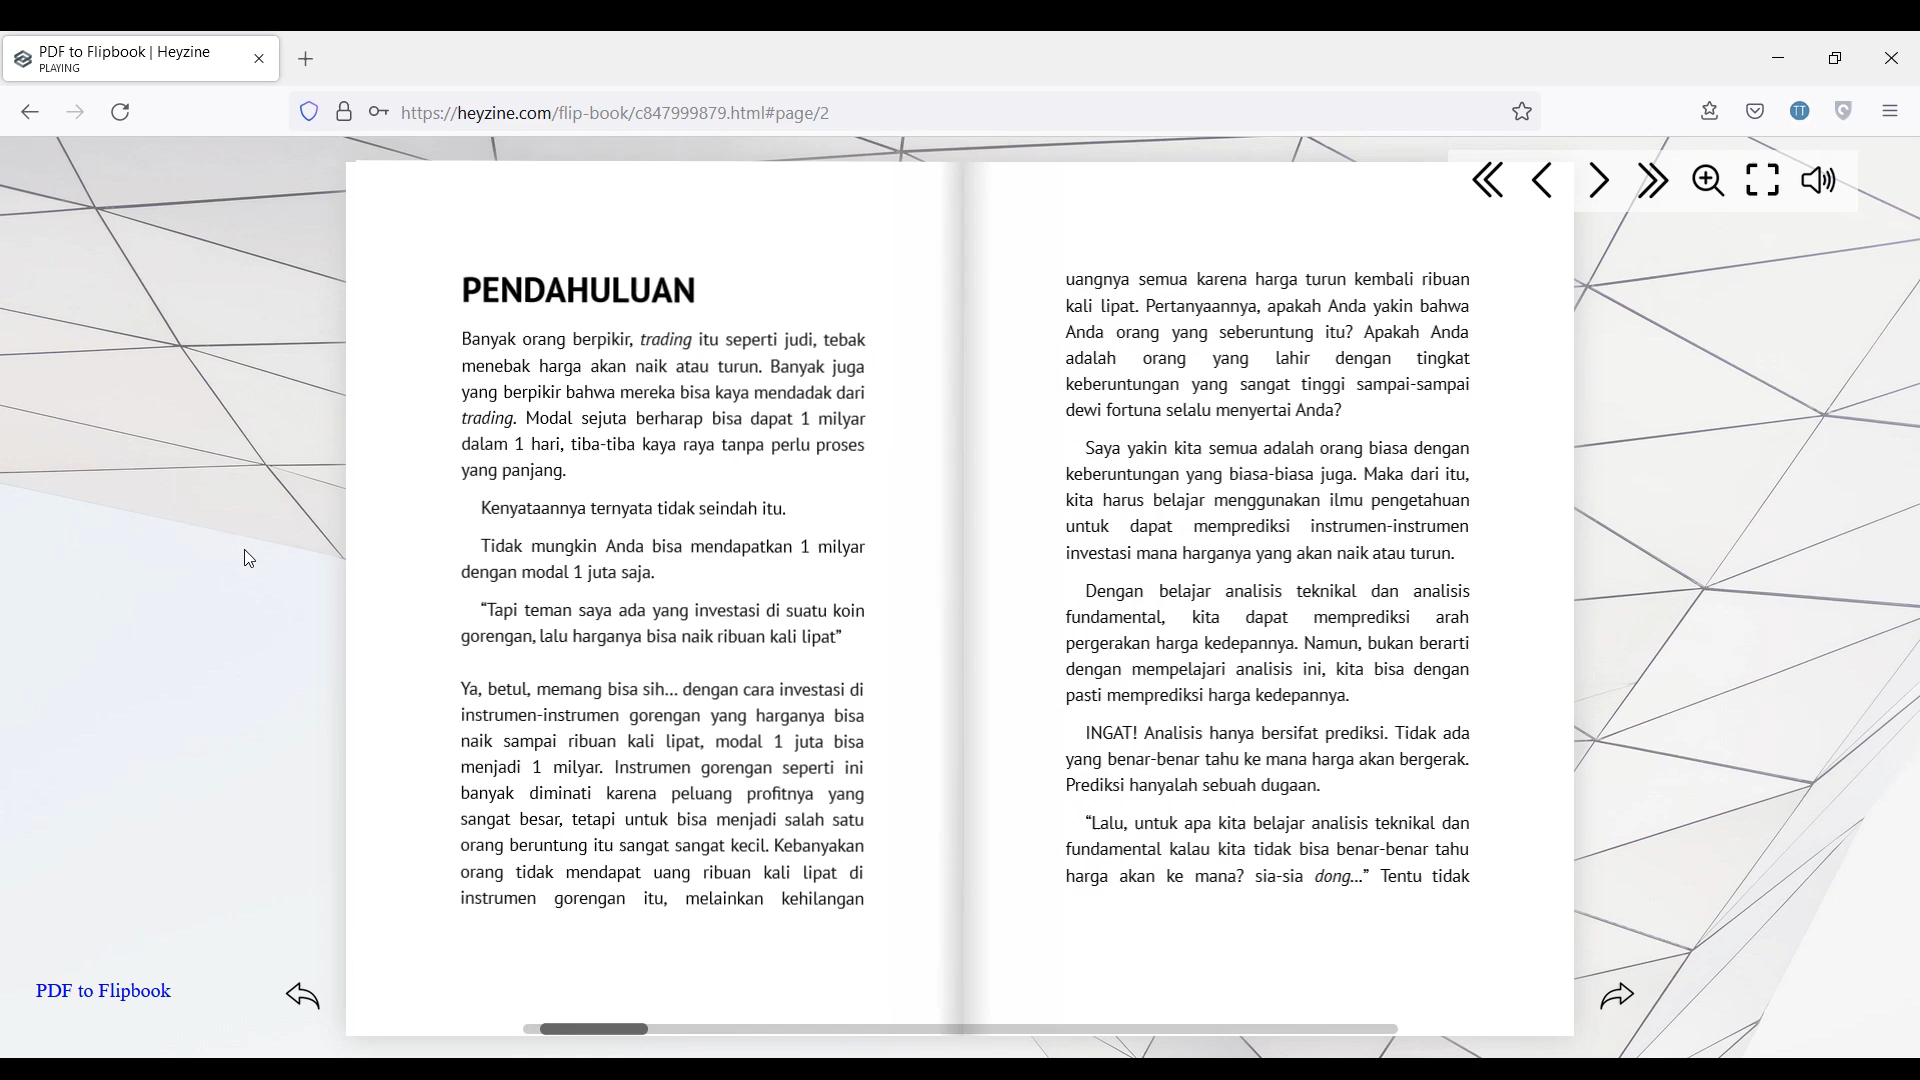 PDF to Flipbook | Heyzine
PLAYING
https://heyzine.com/flip-book/c847999879.html#page/2
TT
PENDAHULUAN
Banyak orang berpikir, trading itu seperti judi, tebak
menebak harga akan naik atau turun. Banyak juga
yang berpikir bahwa mereka bisa kaya mendadak dari
trading. Modal sejuta berharap bisa dapat 1 milyar
dalam 1 hari, tiba-tiba kaya raya tanpa perlu proses
yang panjang.
Kenyataannya ternyata tidak seindah itu.
Tidak mungkin Anda bisa mendapatkan 1 milyar
dengan modal 1 juta saja.
“Tapi teman saya ada yang investasi di suatu koin
gorengan, lalu harganya bisa naik ribuan kali lipat”
Ya, betul, memang bisa sih... dengan cara investasi di
instrumen-instrumen gorengan yang harganya bisa
naik sampai ribuan kali lipat, modal 1 juta bisa
menjadi 1 milyar. Instrumen gorengan seperti ini
banyak diminati karena peluang profitnya yang
sangat besar, tetapi untuk bisa menjadi salah satu
orang beruntung itu sangat sangat kecil. Kebanyakan
orang tidak mendapat uang ribuan kali lipat di
instrumen gorengan itu, melainkan kehilangan
uangnya semua karena harga turun kembali ribuan
kali lipat. Pertanyaannya, apakah Anda yakin bahwa
Anda orang yang seberuntung itu? Apakah Anda
adalah orang yang lahir dengan tingkat
keberuntungan yang sangat tinggi sampai-sampai
dewi fortuna selalu menyertai Anda?
Saya yakin kita semua adalah orang biasa dengan
keberuntungan yang biasa-biasa juga. Maka dari itu,
kita harus belajar menggunakan ilmu pengetahuan
untuk dapat memprediksi instrumen-instrumen
investasi mana harganya yang akan naik atau turun.
Dengan belajar analisis teknikal dan analisis
fundamental, kita dapat memprediksi arah
pergerakan harga kedepannya. Namun, bukan berarti
dengan mempelajari analisis ini, kita bisa dengan
pasti memprediksi harga kedepannya.
INGAT! Analisis hanya bersifat prediksi. Tidak ada
yang benar-benar tahu ke mana harga akan bergerak.
Prediksi hanyalah sebuah dugaan.
“Lalu, untuk apa kita belajar analisis teknikal dan
fundamental kalau kita tidak bisa benar-benar tahu
harga akan ke mana? sia-sia dong...” Tentu tidak
PDF to Flipbook